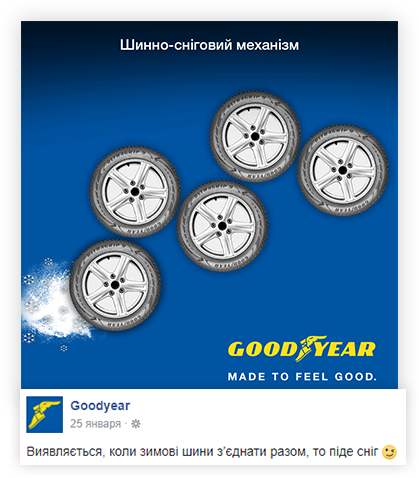 Шинно-сніговий механізм
GOODYEAR
MADE TO FEEL GOOD.
Goodyear
25 января ·
Виявляється, коли зимові шини з'єднати разом, то піде сніг